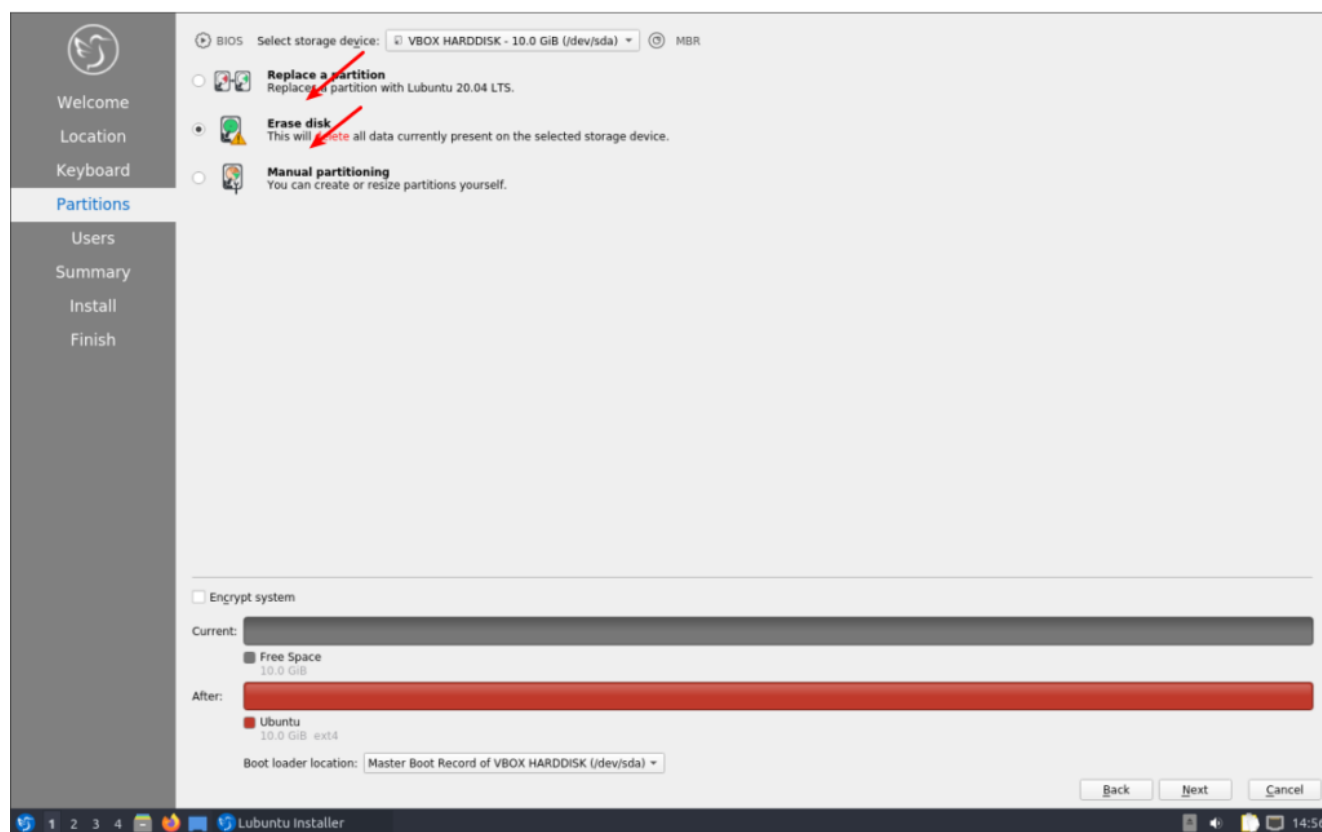 BIOS Select storage device: VBOX HARDDISK - 10.0 GiB (/dev/sda) MBR
Replace a partition
Replaces a partition with Lubuntu 20.04 LTS.
Erase disk
This will delete all data currently present on the selected storage device.
Manual partitioning
You can create or resize partitions yourself.
Welcome
Location
Keyboard
Partitions
Users
Summary
Install
Finish
Encrypt system
Current:
Free Space
10.0 GiB
After:
Ubuntu
10.0 GiB ext4
Boot loader location: Master Boot Record of VBOX HARDDISK (/dev/sda)
Back Next Cancel
1 2 3 4 Lubuntu Installer 14:56